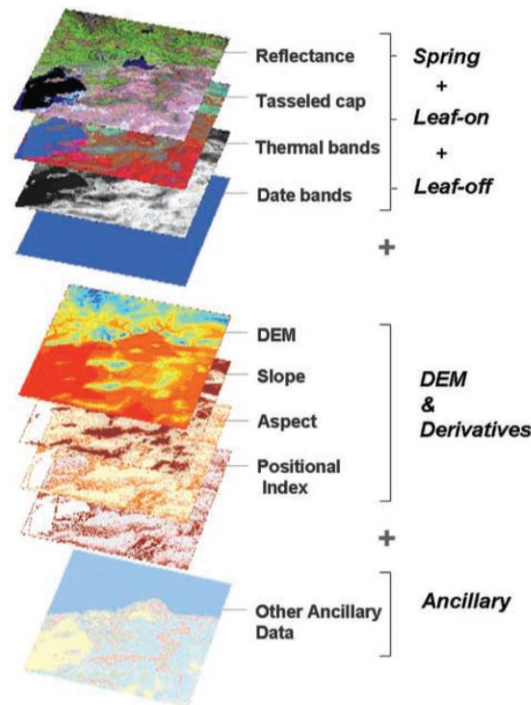 Reflectance
Tasseled cap
Thermal bands
Date bands
Spring
+
Leaf-on
+
Leaf-off
+
DEM
Slope
Aspect
Positional
Index
DEM
&
Derivatives
+
Other Ancillary
Data
Ancillary